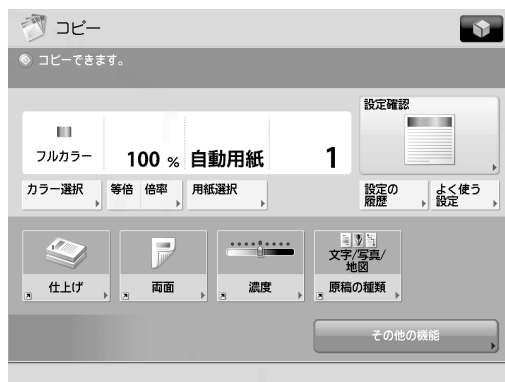 コピー
コピーできます。
設定確認
フルカラー
100 % 自動用紙 1
カラー選択 等倍 倍率 用紙選択
設定の
履歴
よく使う
設定
文字/写真/
地図
仕上げ 両面 濃度 原稿の種類
その他の機能